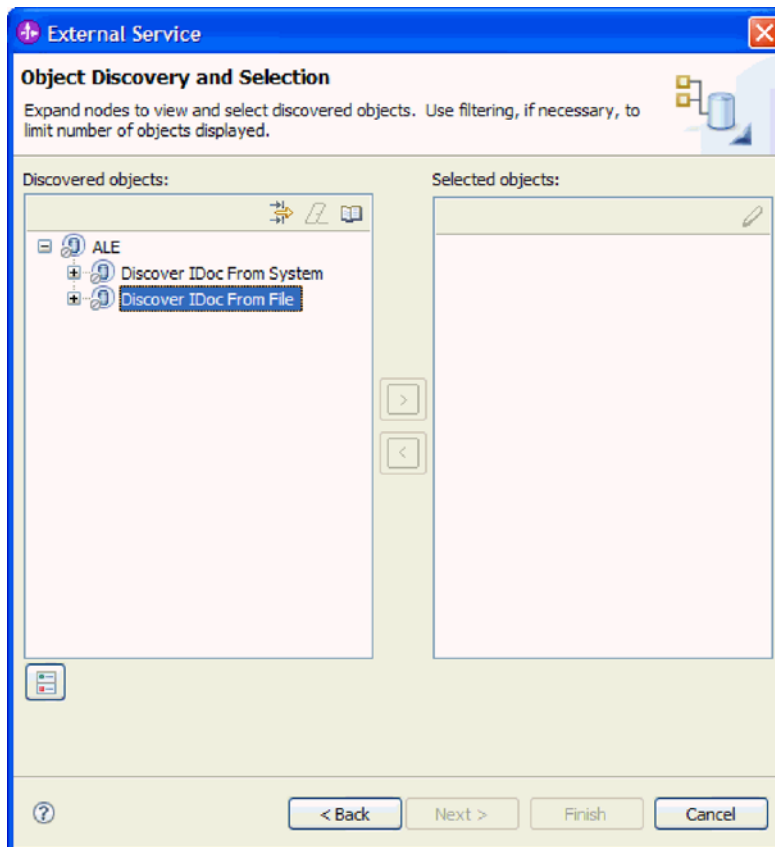 External Service
Object Discovery and Selection
Expand nodes to view and select discovered objects. Use filtering, if necessary, to
limit number of objects displayed.
Discovered objects:
Selected objects:
ALE
Discover IDoc From System
Discover IDoc From File
>
<
?
< Back
Next >
Finish
Cancel